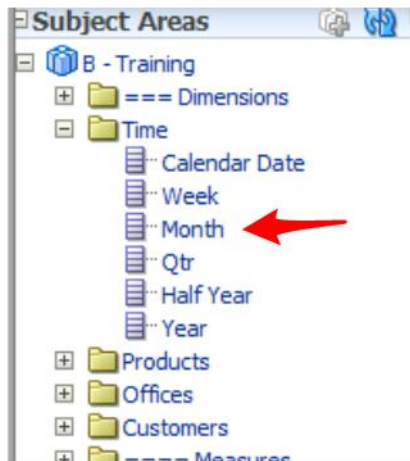 Subject Areas
B - Training
=== Dimensions
Time
Calendar Date
Week
Month
Qtr
Half Year
Year
Products
Offices
Customers
==== Measures